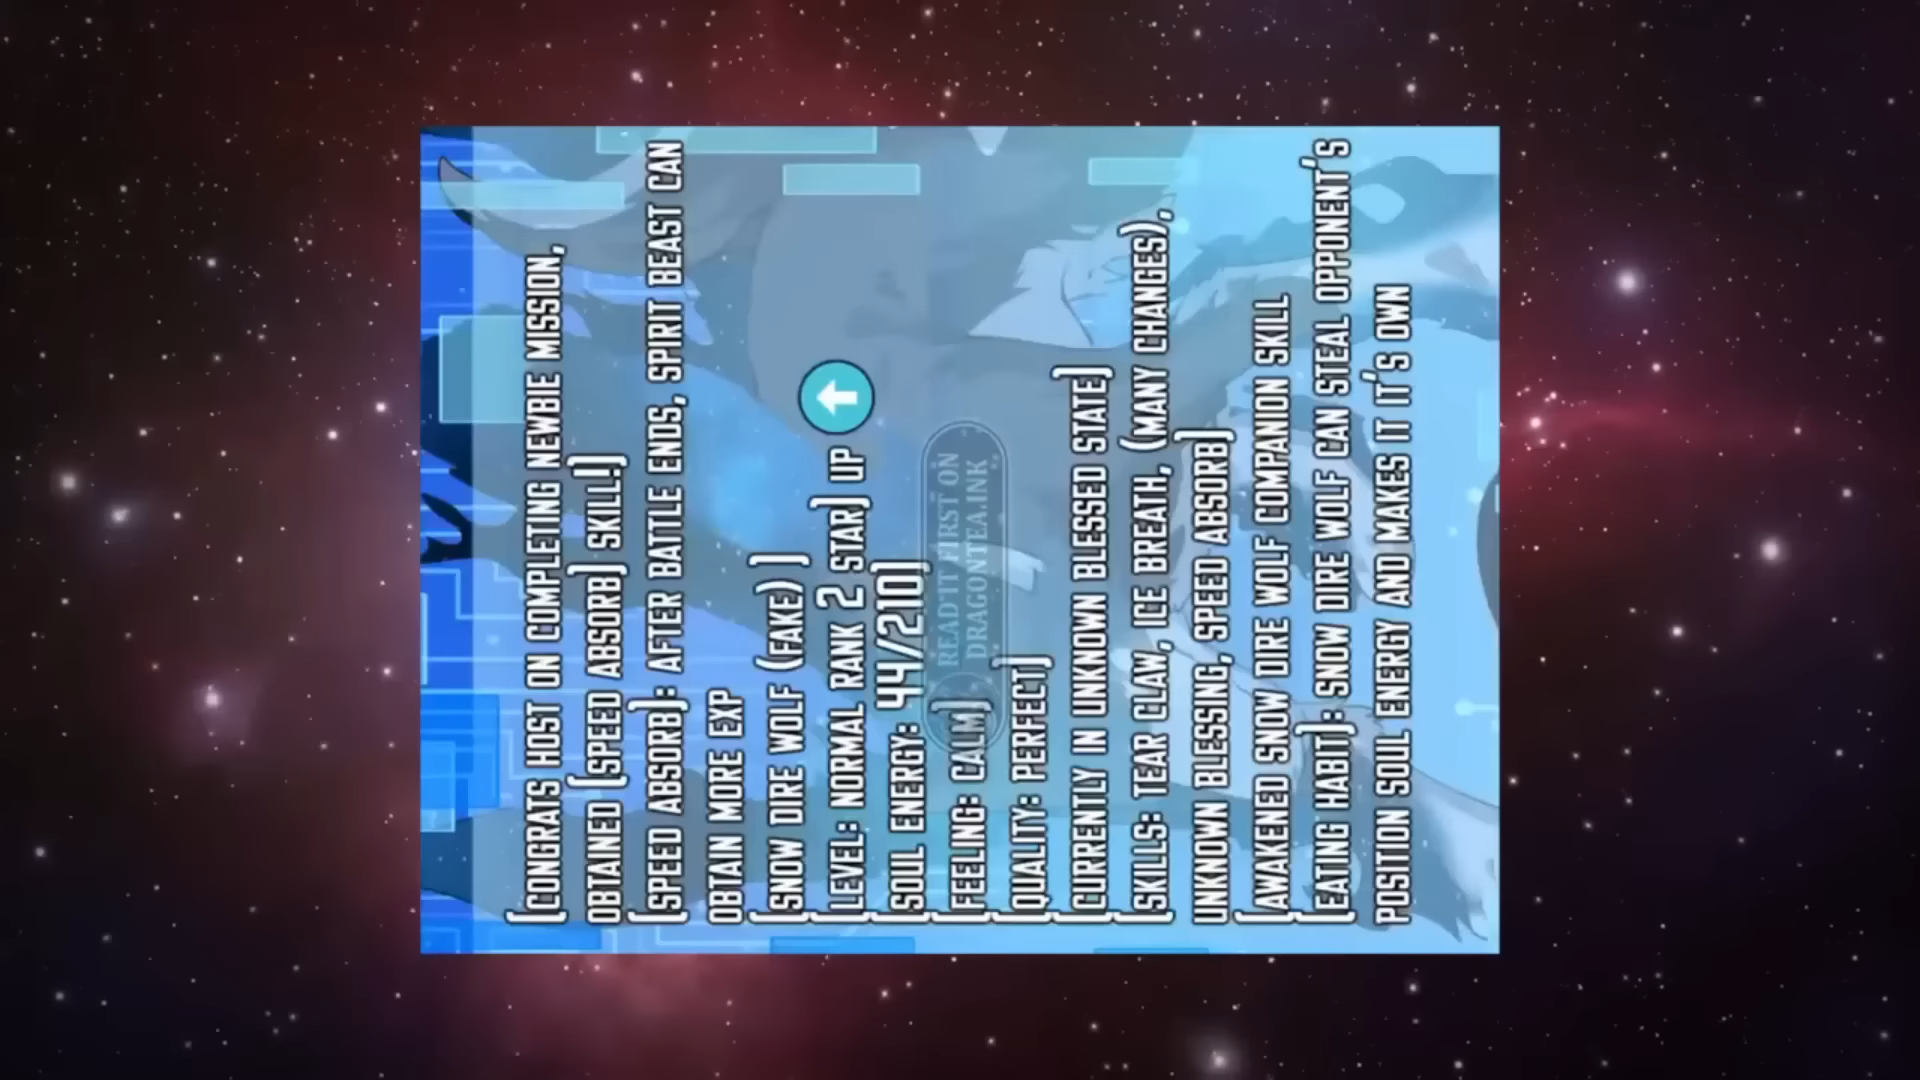 [CONGRATS HOST ON COMPLETING NEWBIE MISSION,
OBTAINED [SPEED ABSORB] SKILL!]
[SPEED ABSORB]: AFTER BATTLE ENDS, SPIRIT BEAST CAN
OBTAIN MORE EXP
[SNOW DIRE WOLF (FAKE) ]
[LEVEL: NORMAL RANK 2 STAR] UP
[SOUL ENERGY: 44/210]
READ IT FIRST ON
DRAGONTEA.INK
[FEELING: CALM]
[QUALITY: PERFECT]
[CURRENTLY IN UNKNOWN BLESSED STATE]
[SKILLS: TEAR CLAW, ICE BREATH, (MANY CHANGES),
UNKNOWN BLESSING, SPEED ABSORB]
[AWAKENED SNOW DIRE WOLF COMPANION SKILL
[EATING HABIT]: SNOW DIRE WOLF CAN STEAL OPPONENT'S
POSITION SOUL ENERGY AND MAKES IT IT'S OWN